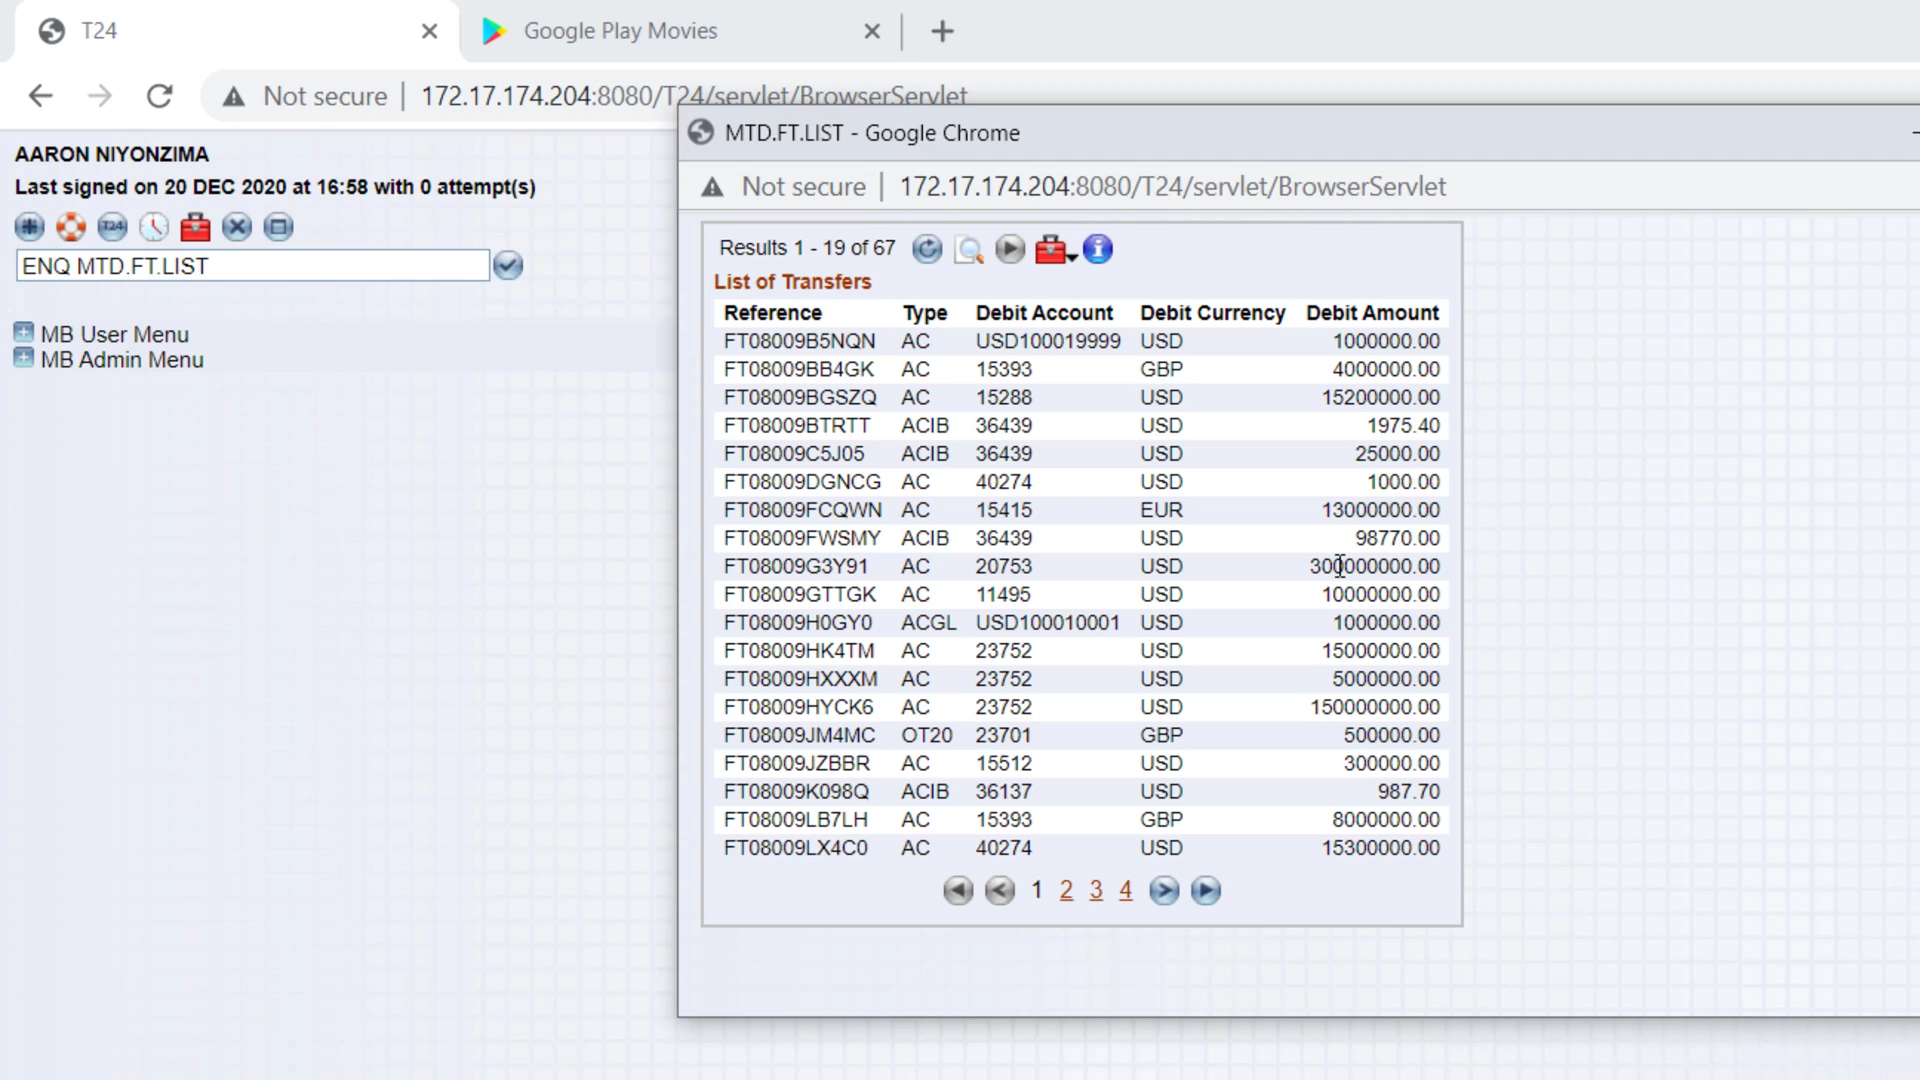 T24
Google Play Movies
Not secure | 172.17.174.204:8080/T24/servlet/BrowserServlet
AARON NIYONZIMA
Last signed on 20 DEC 2020 at 16:58 with 0 attempt(s)
T24
ENQ MTD.FT.LIST
MB User Menu
MB Admin Menu
MTD.FT.LIST - Google Chrome
Not secure | 172.17.174.204:8080/T24/servlet/BrowserServlet
Results 1 - 19 of 67
List of Transfers
Reference Type Debit Account Debit Currency Debit Amount
FT08009B5NQN AC USD100019999 USD 1000000.00
FT08009BB4GK AC 15393 GBP 4000000.00
FT08009BGSZQ AC 15288 USD 15200000.00
FT08009BTRTT ACIB 36439 USD 1975.40
FT08009C5J05 ACIB 36439 USD 25000.00
FT08009DGNCG AC 40274 USD 1000.00
FT08009FCQWN AC 15415 EUR 13000000.00
FT08009FWSMY ACIB 36439 USD 98770.00
FT08009G3Y91 AC 20753 USD 300000000.00
FT08009GTTGK AC 11495 USD 10000000.00
FT08009H0GY0 ACGL USD100010001 USD 1000000.00
FT08009HK4TM AC 23752 USD 15000000.00
FT08009HXXXM AC 23752 USD 5000000.00
FT08009HYCK6 AC 23752 USD 150000000.00
FT08009JM4MC OT20 23701 GBP 500000.00
FT08009JZBBR AC 15512 USD 300000.00
FT08009K098Q ACIB 36137 USD 987.70
FT08009LB7LH AC 15393 GBP 8000000.00
FT08009LX4C0 AC 40274 USD 15300000.00
1 2 3 4